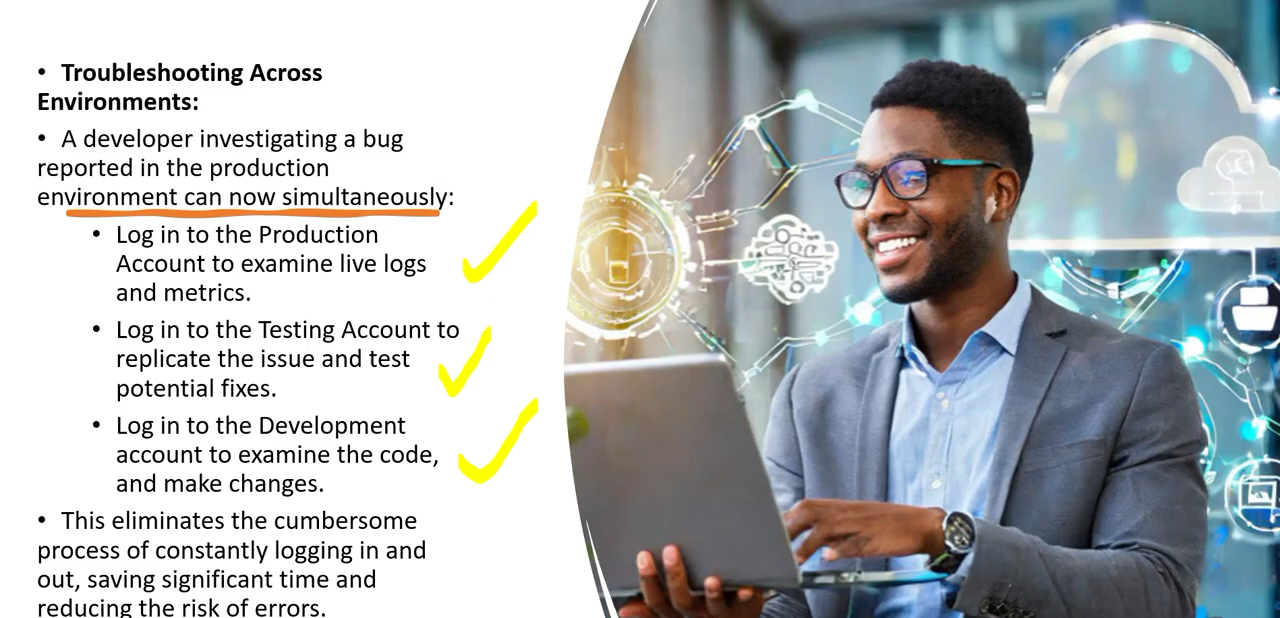 • Troubleshooting Across
Environments:
• A developer investigating a bug
reported in the production
environment can now simultaneously:
• Log in to the Production
Account to examine live logs
and metrics.
• Log in to the Testing Account to
replicate the issue and test
potential fixes.
• Log in to the Development
account to examine the code,
and make changes.
• This eliminates the cumbersome
process of constantly logging in and
out, saving significant time and
reducing the risk of errors.